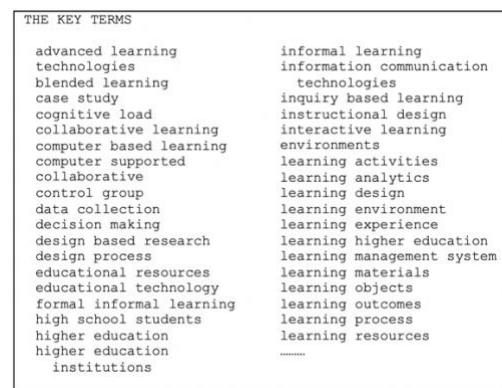 THE KEY TERMS
advanced learning
technologies
blended learning
case study
cognitive load
collaborative learning
computer based learning
computer supported
collaborative
control group
data collection
decision making
design based research
design process
educational resources
educational technology
formal informal learning
high school students
higher education
higher education
institutions
informal learning
information communication
technologies
inquiry based learning
instructional design
interactive learning
environments
learning activities
learning analytics
learning design
learning environment
learning experience
learning higher education
learning management system
learning materials
learning objects
learning outcomes
learning process
learning resources
………